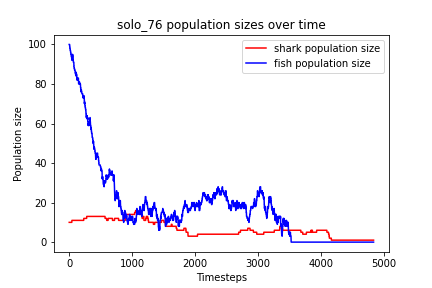 solo_76 population sizes over time
shark population size
fish population size
Population size
100
80
60
40
20
0
0 1000 2000 3000 4000 5000
Timesteps